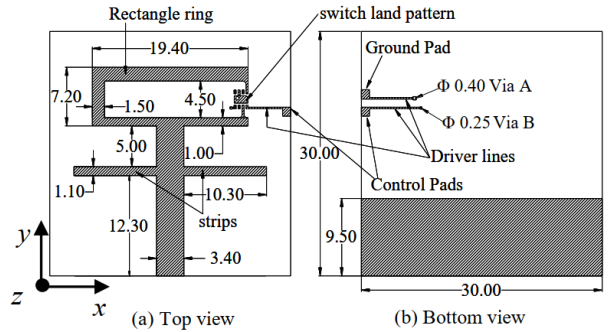 Rectangle ring
switch land pattern
19.40
Ground Pad
7.20
1.50
4.50
Φ 0.40 Via A
Φ 0.25 Via B
5.00
1.00
30.00
Driver lines
1.10
10.30
Control Pads
strips
12.30
9.50
3.40
y
z
x
30.00
(a) Top view
(b) Bottom view